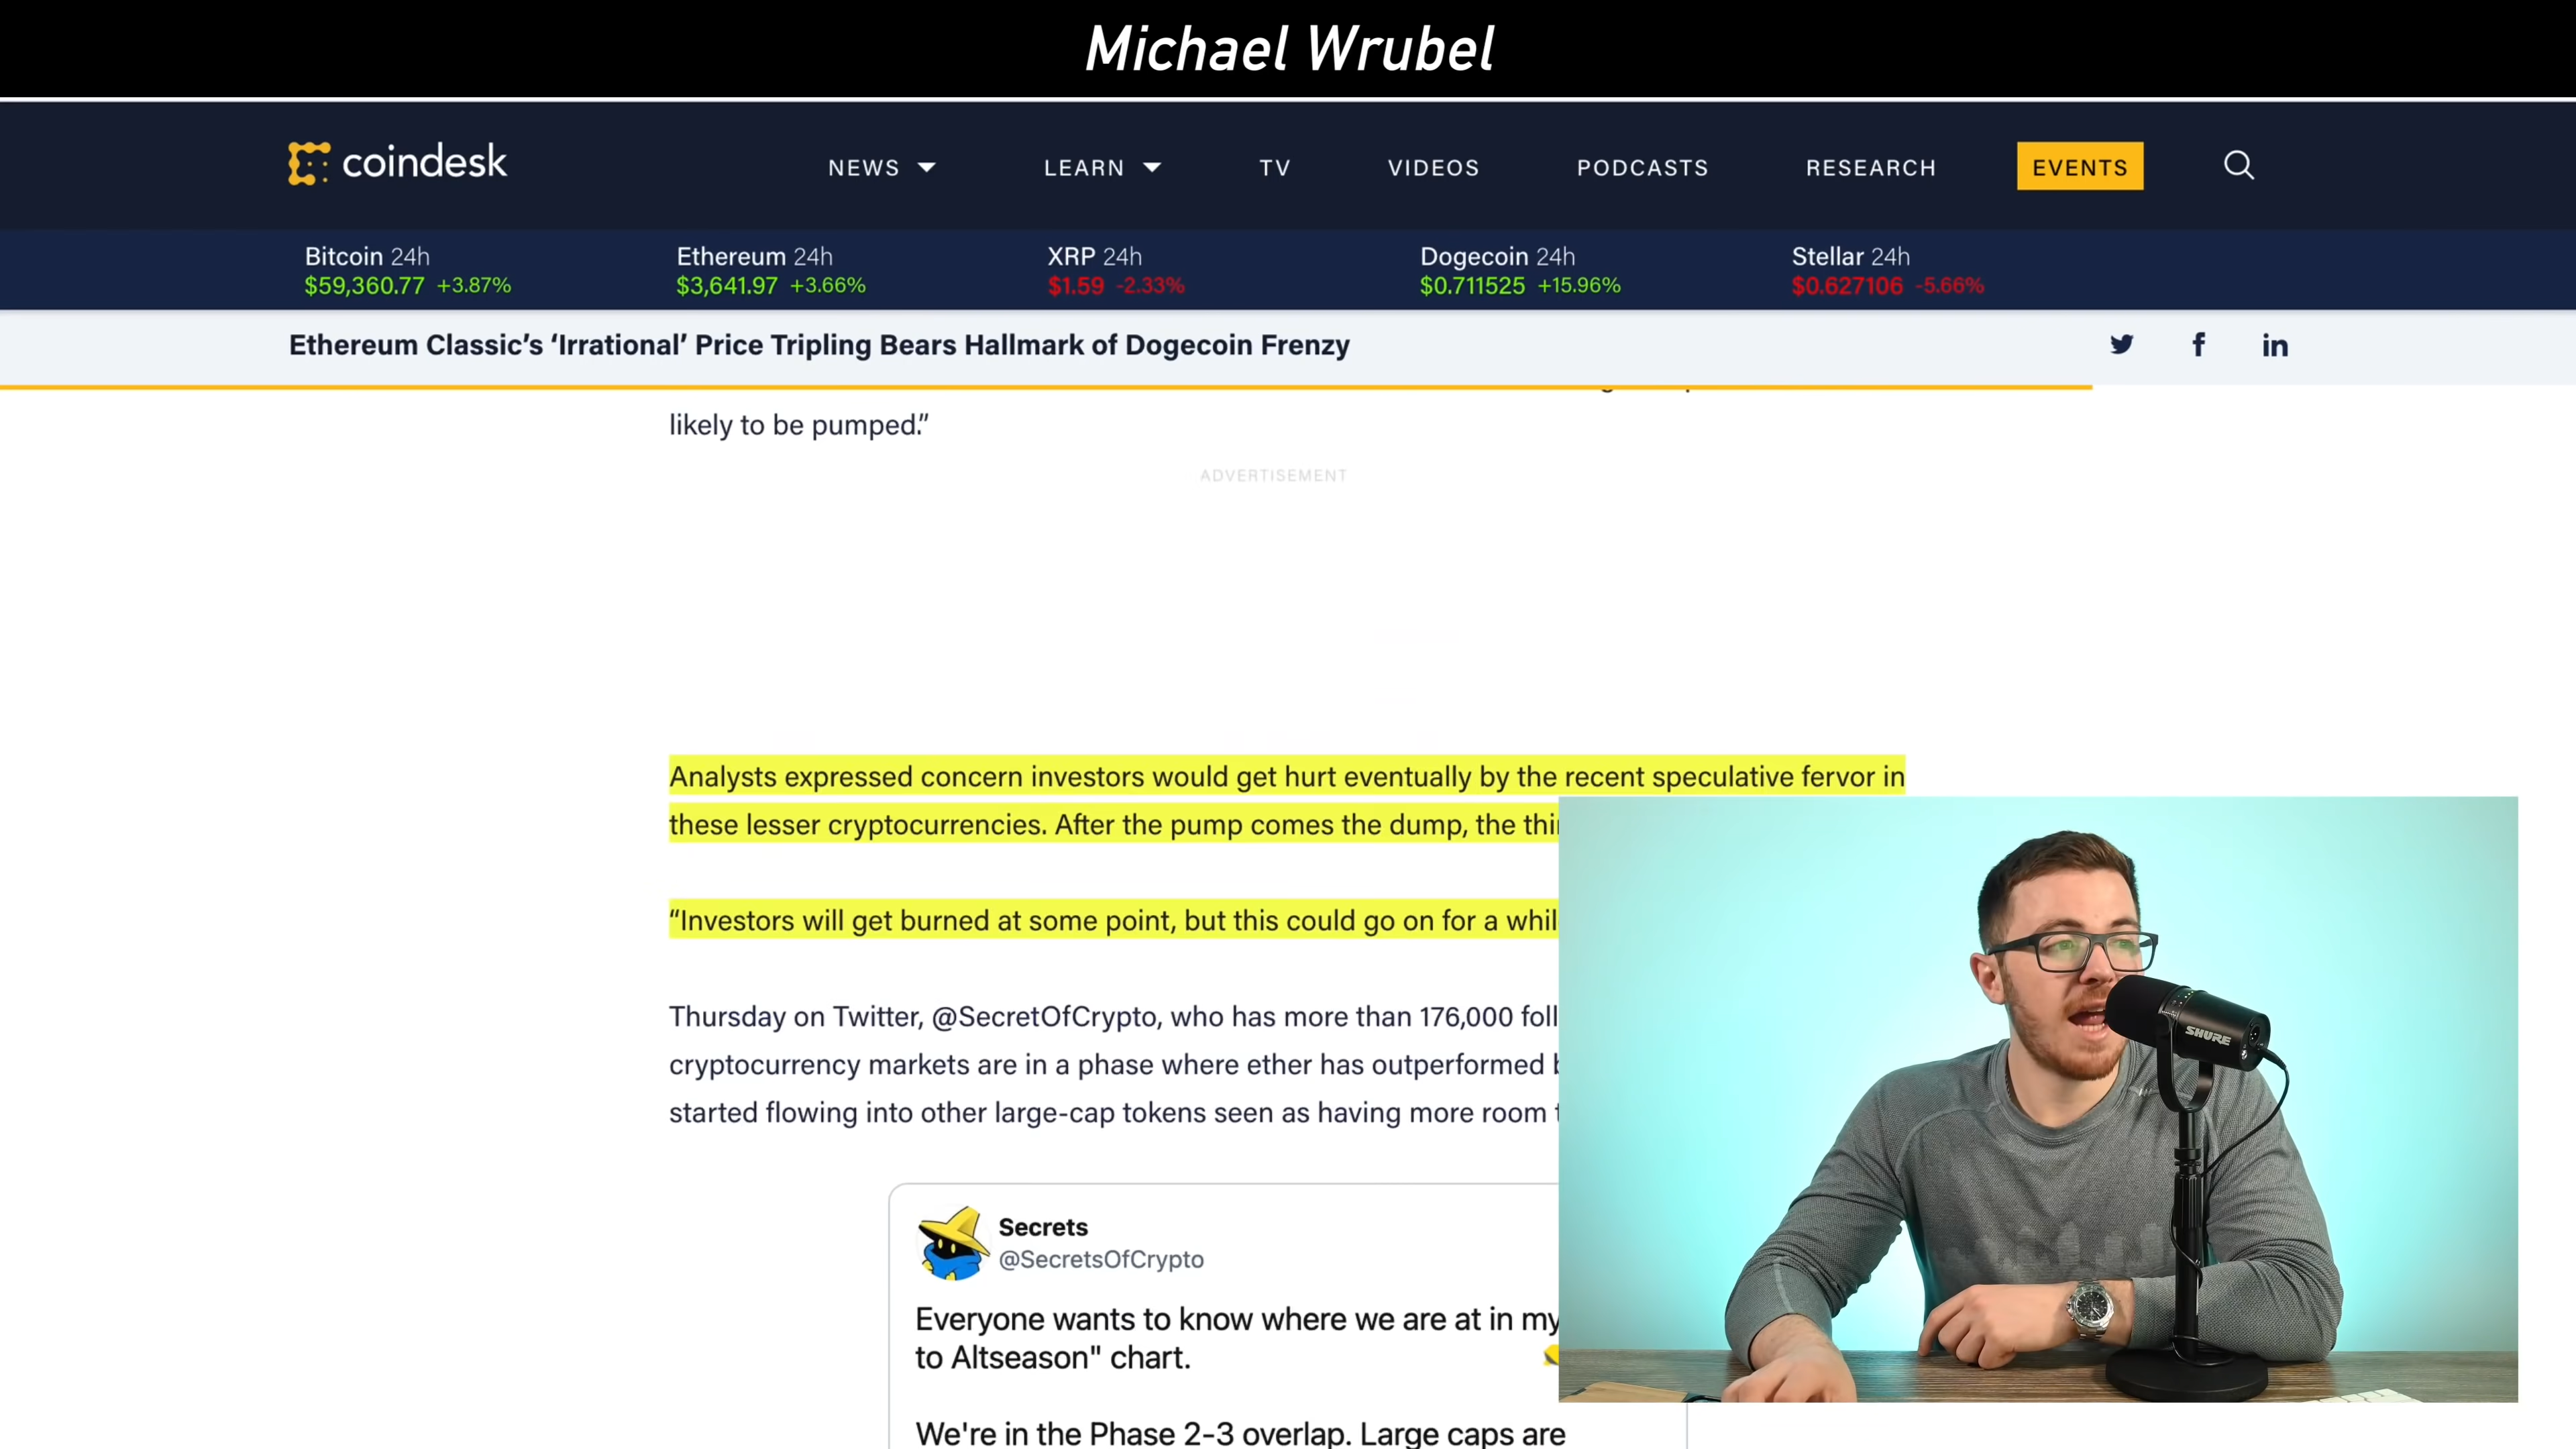 Michael Wrubel
coindesk
NEWS
LEARN
TV
VIDEOS
PODCASTS
RESEARCH
EVENTS
Bitcoin 24h
$59,360.77 +3.87%
Ethereum 24h
$3,641.97 +3.66%
XRP 24h
$1.59 -2.33%
Dogecoin 24h
$0.711525 +15.96%
Stellar 24h
$0.627106 -5.66%
Ethereum Classic’s ‘Irrational’ Price Tripling Bears Hallmark of Dogecoin Frenzy
likely to be pumped.”
ADVERTISEMENT
Analysts expressed concern investors would get hurt eventually by the recent speculative fervor in
these lesser cryptocurrencies. After the pump comes the dump, the
“Investors will get burned at some point, but this could go on for a
Thursday on Twitter, @SecretOfCrypto, who has more than 176,000
cryptocurrency markets are in a phase where ether has outperformed
started flowing into other large-cap tokens seen as having more room
Secrets
@SecretsOfCrypto
Everyone wants to know where we are at in my
to Altseason" chart.
We're in the Phase 2-3 overlap. Large caps are
SHURE